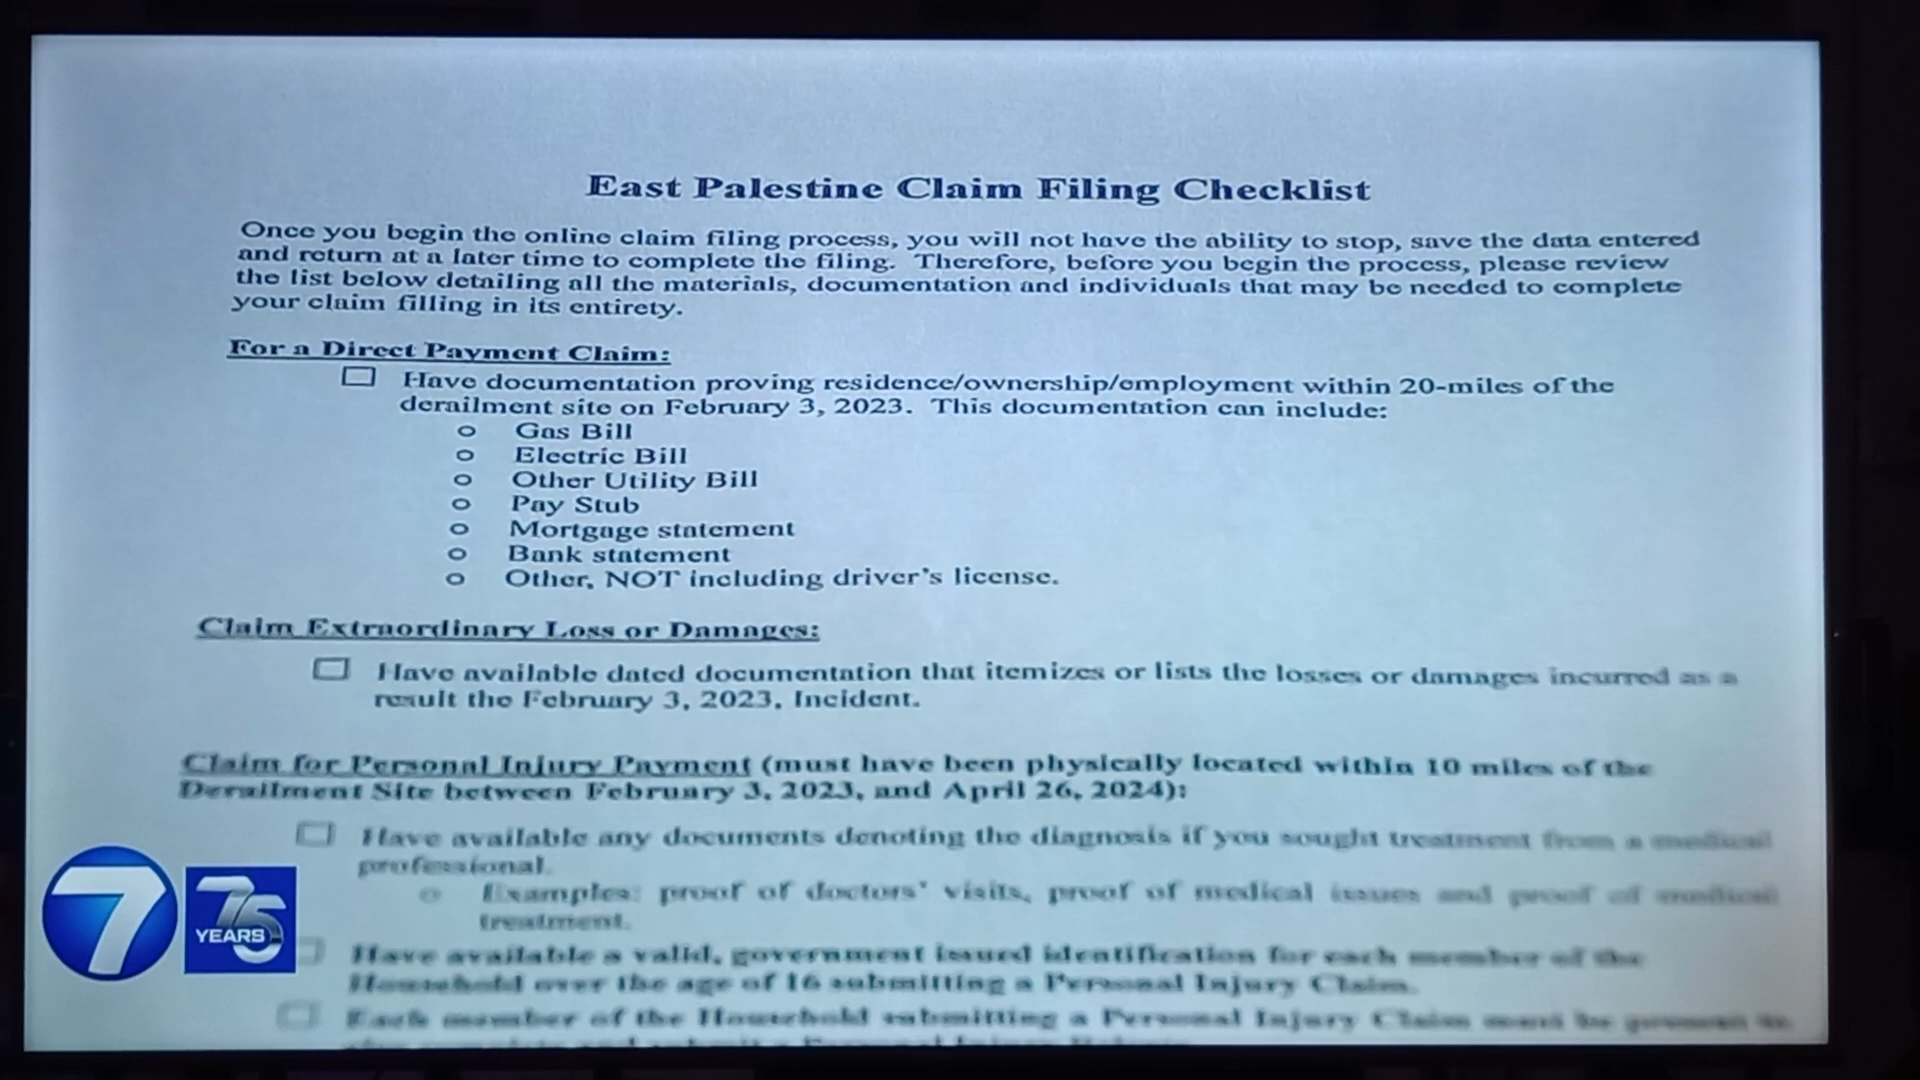 East Palestine Claim Filing Checklist
Once you begin the online claim filing process, you will not have the ability to stop, save the data entered
and return at a later time to complete the filing. Therefore, before you begin the process, please review
the list below detailing all the materials, documentation and individuals that may be needed to complete
your claim filling in its entirety.
For a Direct Payment Claim:
Have documentation proving residence/ownership/employment within 20-miles of the
derailment site on February 3, 2023. This documentation can include:
Gas Bill
Electric Bill
Other Utility Bill
Pay Stub
Mortgage statement
Bank statement
Other, NOT including driver's license.
Claim Extraordinary Loss or Damages:
Have available dated documentation that itemizes or lists the losses or damages incurred as a
result the February 3, 2023, Incident.
Claim for Personal Injury Payment (must have been physically located within 10 miles of the
Derailment Site between February 3, 2023, and April 26, 2024):
Have available any documents denoting the diagnosis if you sought treatment from a medical
professional.
Examples: proof of doctors' visits, proof of medical issues and proof of medical
treatment.
Have available a valid, government issued identification for each member of the
Household over the age of 16 submitting a Personal Injury Claim.
Each member of the Household submitting a Personal Injury Claim must be
7
75
YEARS